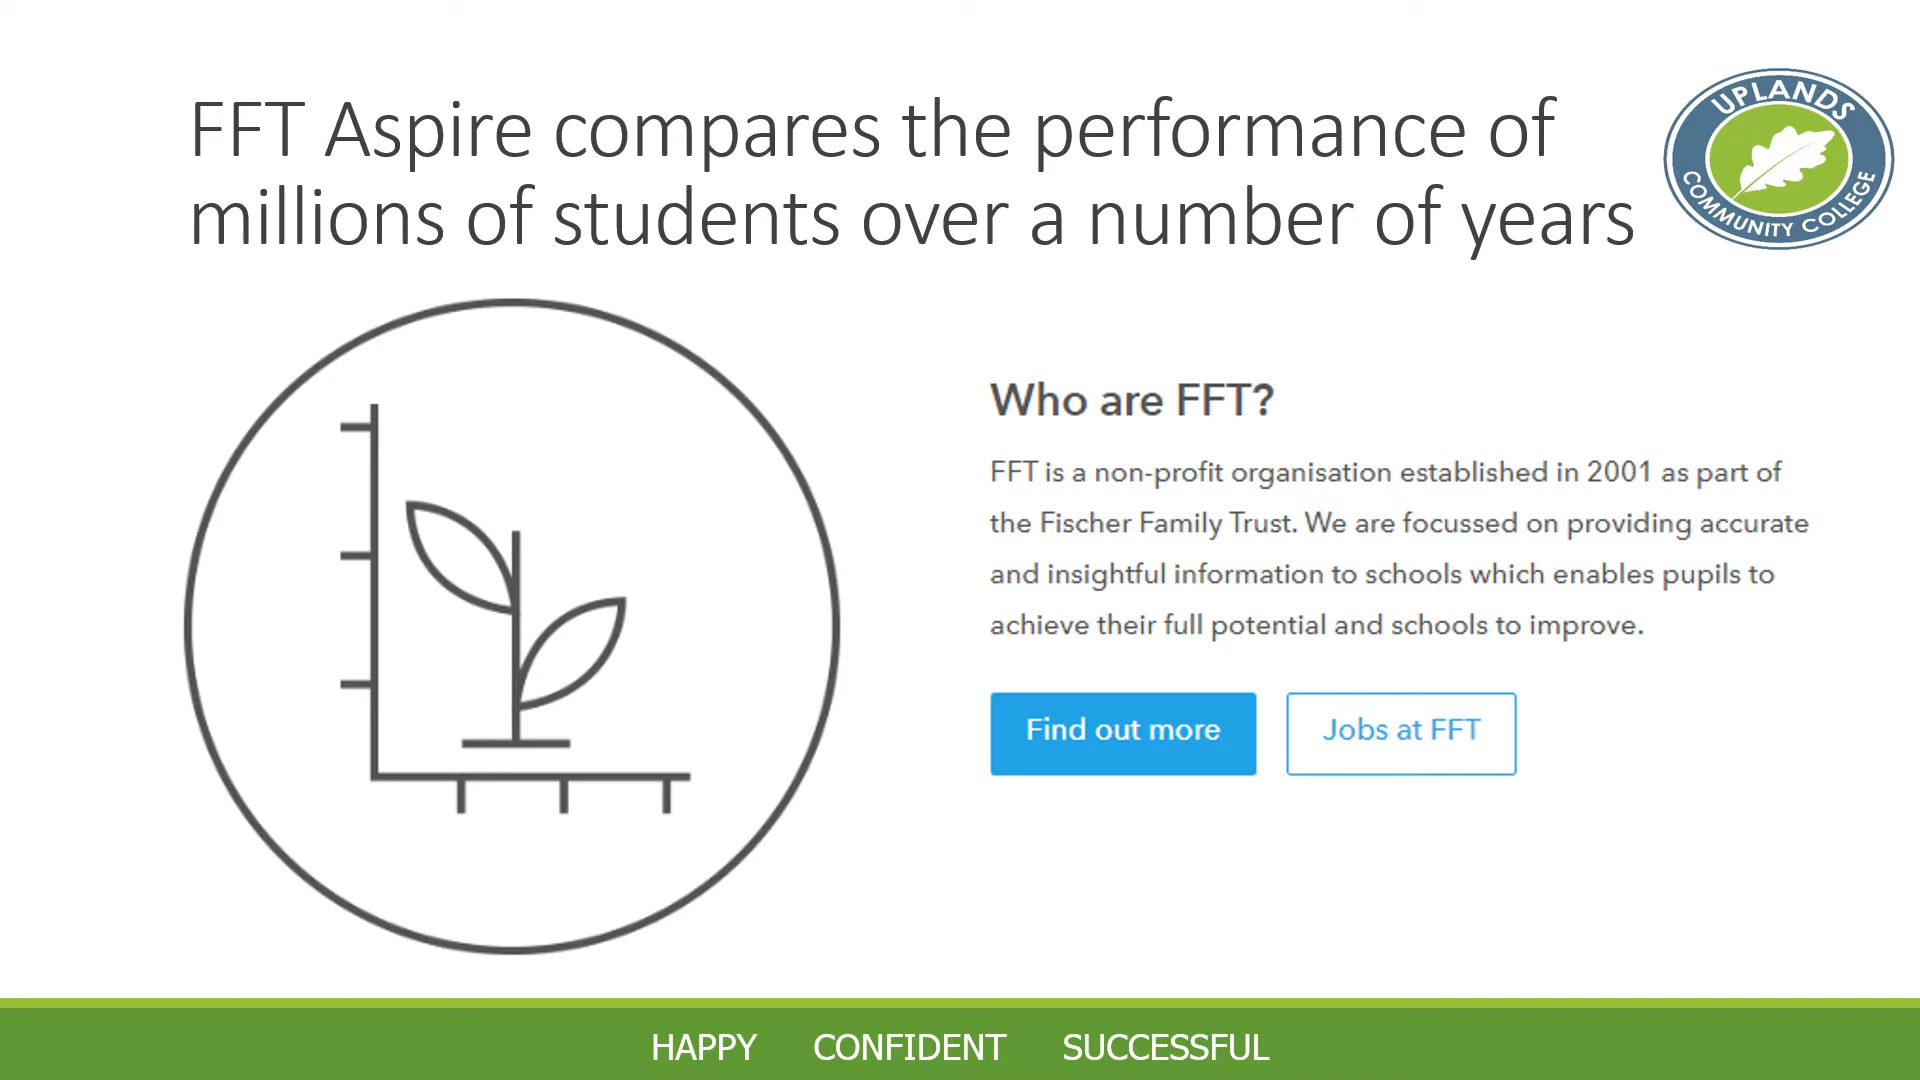 FFT Aspire compares the performance of
millions of students over a number of years
UPLANDS
COMMUNITY COLLEGE
Who are FFT?
FFT is a non-profit organisation established in 2001 as part of
the Fischer Family Trust. We are focussed on providing accurate
and insightful information to schools which enables pupils to
achieve their full potential and schools to improve.
Find out more
Jobs at FFT
HAPPY CONFIDENT SUCCESSFUL